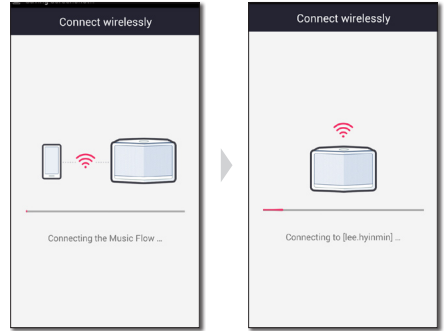 Connect wirelessly
Connecting the Music Flow ...
Connect wirelessly
Connecting to [lee.hyinmin] ...